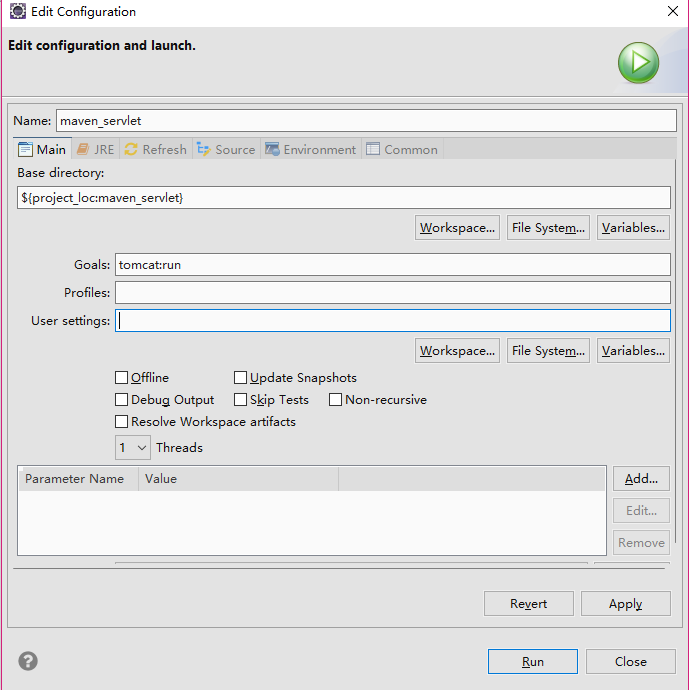 Edit Configuration
Edit configuration and launch.
Name: maven_servlet
Main JRE Refresh Source Environment Common
Base directory:
${project_loc:maven_servlet}
Workspace... File System... Variables...
Goals: tomcat:run
Profiles:
User settings:
Workspace... File System... Variables...
Offline Update Snapshots
Debug Output Skip Tests Non-recursive
Resolve Workspace artifacts
1 Threads
Parameter Name Value Add...
Edit...
Remove
Revert Apply
? Run Close